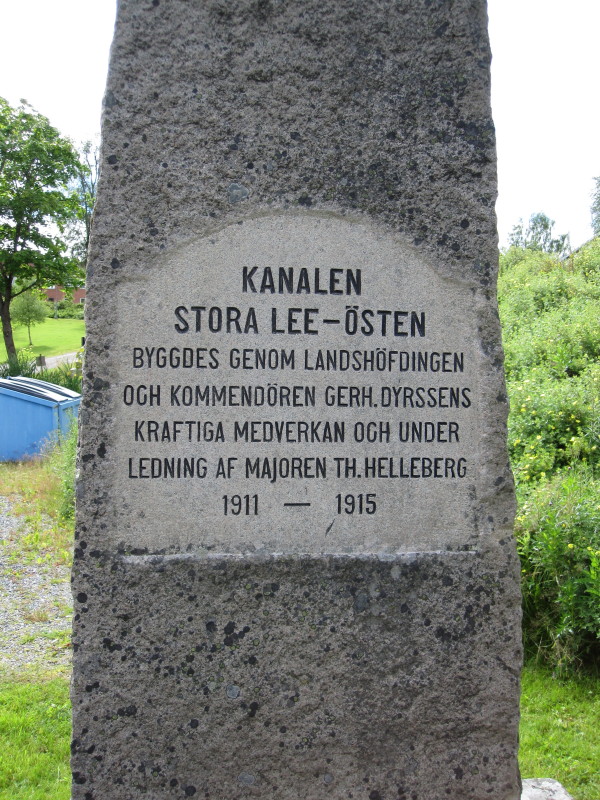 KANALEN
STORA LEE–ÖSTEN
BYGGDES GENOM LANDSHÖFDINGEN
OCH KOMMENDÖREN GERH. DYRSSENS
KRAFTIGA MEDVERKAN OCH UNDER
LEDNING AF MAJOREN TH. HELLEBERG
1911 — 1915